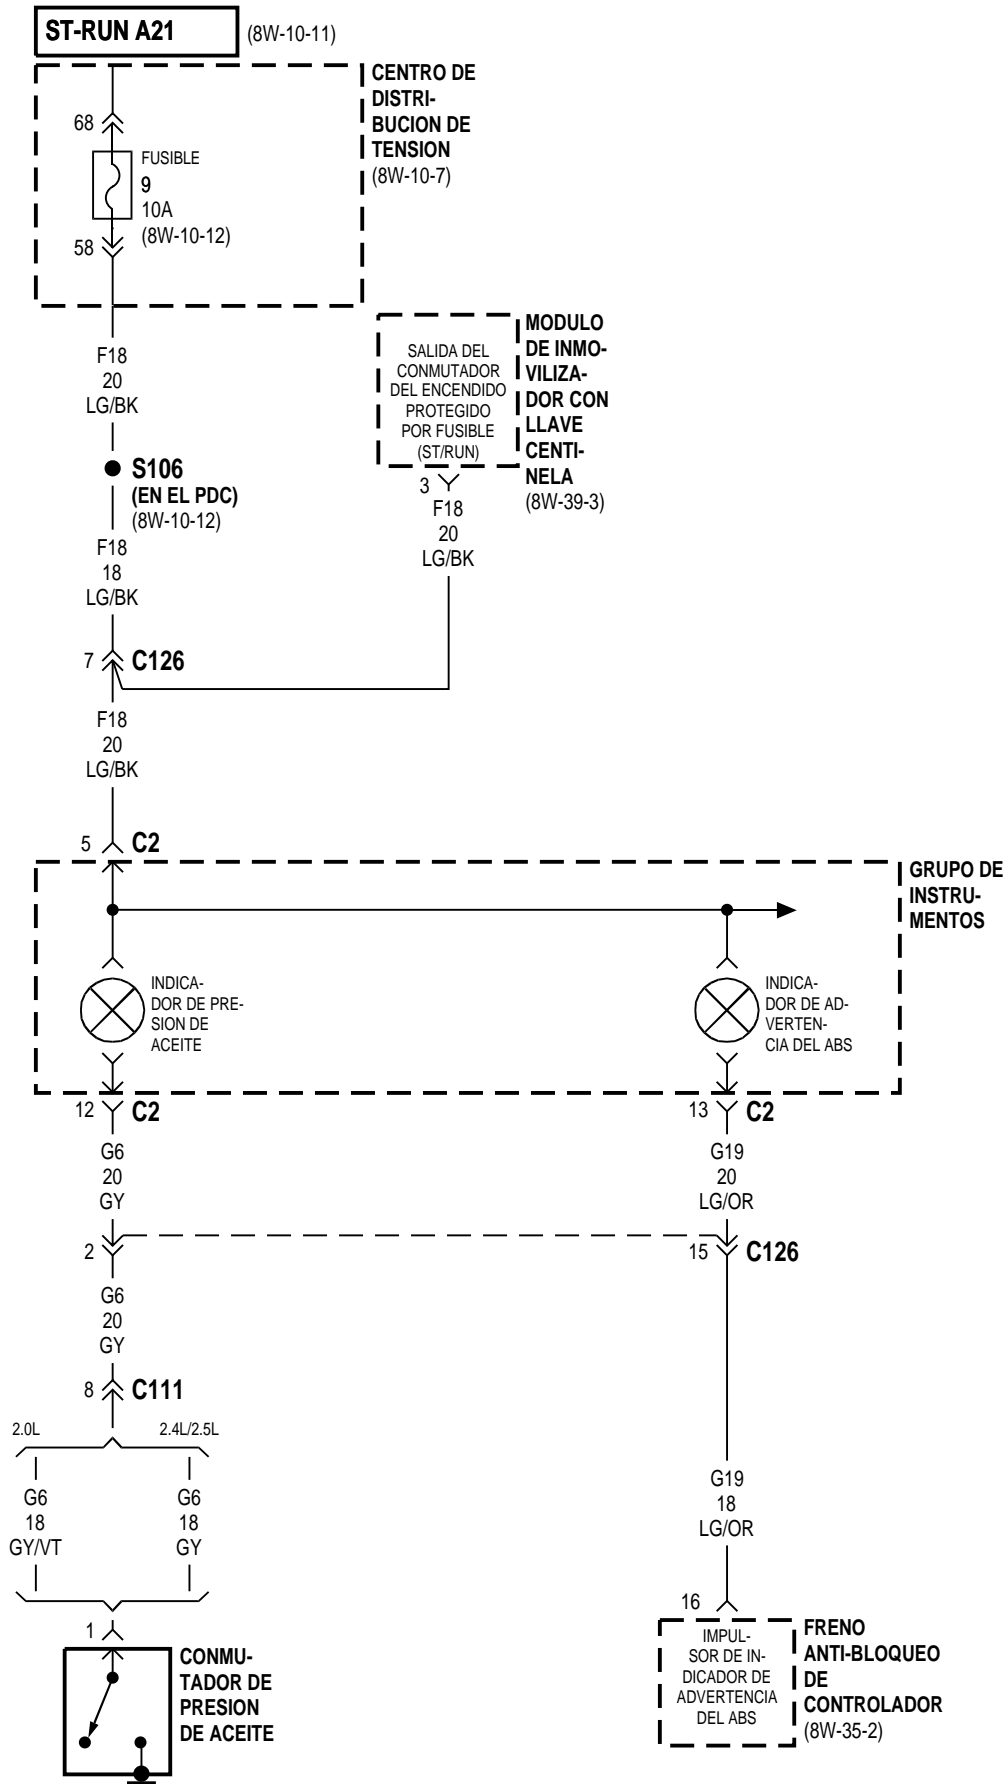 ST-RUN A21
(8W-10-11)
CENTRO DE
DISTRI-
BUCION DE
TENSION
(8W-10-7)
68
FUSIBLE
9
10A
(8W-10-12)
58
F18
20
LG/BK
S106
(EN EL PDC)
(8W-10-12)
F18
18
LG/BK
SALIDA DEL
CONMUTADOR
DEL ENCENDIDO
PROTEGIDO
POR FUSIBLE
(ST/RUN)
MODULO
DE INMO-
VILIZA-
DOR CON
LLAVE
CENTI-
NELA
(8W-39-3)
3
F18
20
LG/BK
7
C126
F18
20
LG/BK
5
C2
GRUPO DE
INSTRU-
MENTOS
INDICA-
DOR DE PRE-
SION DE
ACEITE
INDICA-
DOR DE AD-
VERTEN-
CIA DEL ABS
12
C2
13
C2
G6
20
GY
G19
20
LG/OR
2
15
C126
G6
20
GY
8
C111
2.0L
2.4L/2.5L
G6
18
GY/VT
G6
18
GY
G19
18
LG/OR
1
CONMU-
TADOR DE
PRESION
DE ACEITE
16
IMPUL-
SOR DE IN-
DICADOR DE
ADVERTENCIA
DEL ABS
FRENO
ANTI-BLOQUEO
DE
CONTROLADOR
(8W-35-2)